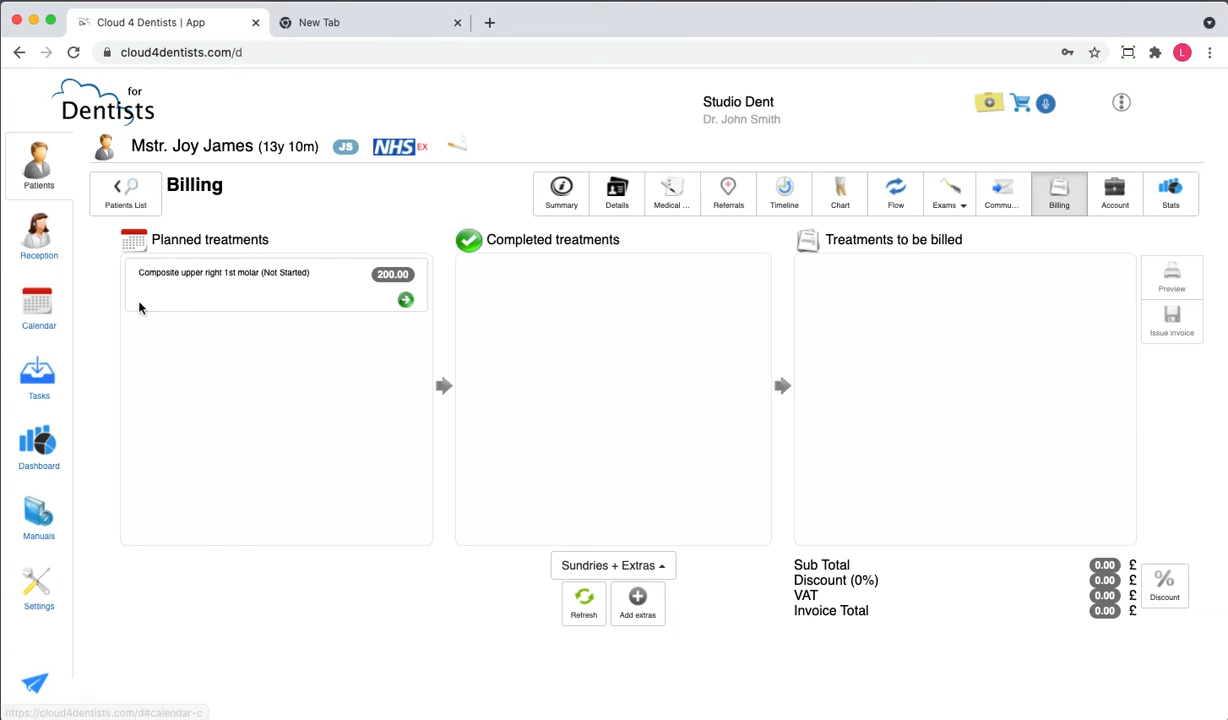 Cloud 4 Dentists | App
New Tab
cloud4dentists.com/d
for
Dentists
Studio Dent
Dr. John Smith
Mstr. Joy James (13y 10m)
JS
NHS EX
Patients List
Billing
Summary
Details
Medical ...
Referrals
Timeline
Chart
Flow
Exams
Commu...
Billing
Account
Stats
Patients
Reception
Calendar
Tasks
Dashboard
Manuals
Settings
Planned treatments
Completed treatments
Treatments to be billed
Composite upper right 1st molar (Not Started)
200.00
Preview
Issue invoice
Sundries + Extras
Refresh
Add extras
Sub Total 0.00 £
Discount (0%) 0.00 £
VAT 0.00 £
Invoice Total 0.00 £
%
Discount
L
https://cloud4dentists.com/d#calendar-c